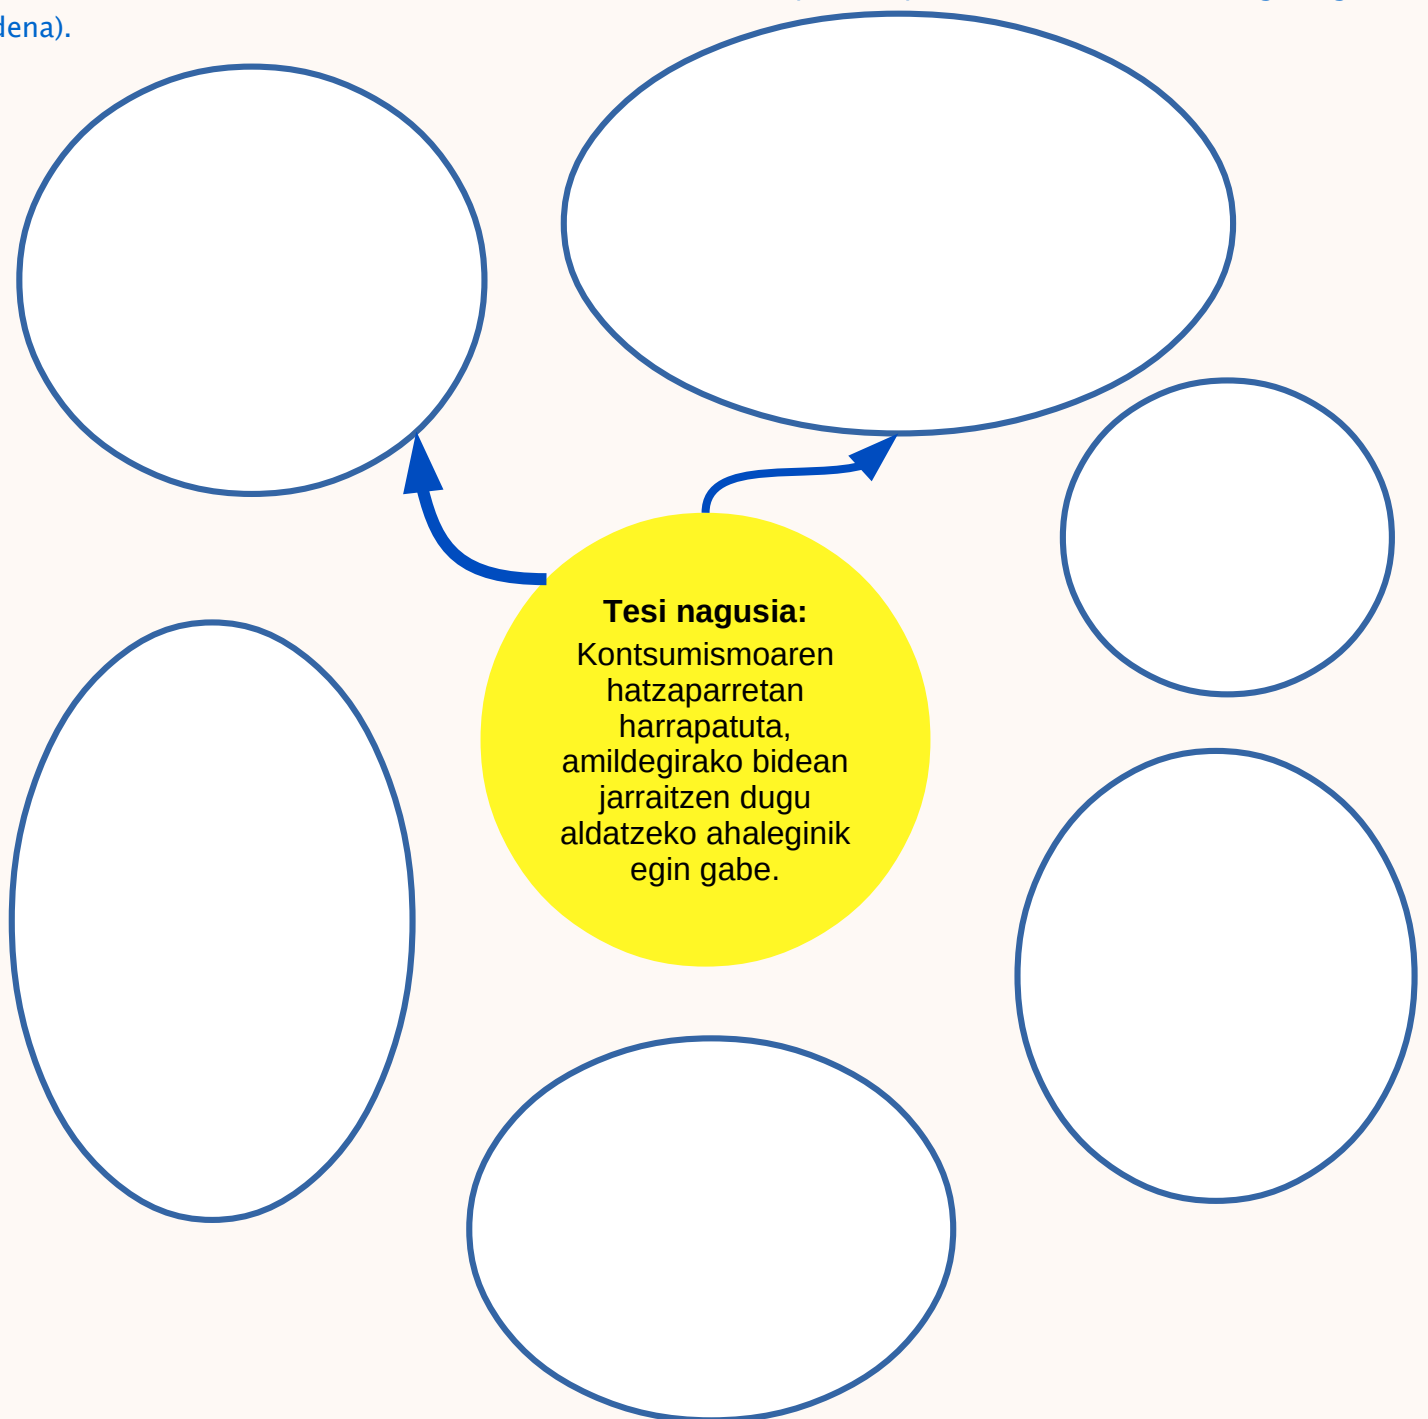 dena).
Tesi nagusia:
Kontsumismoaren
hatzaparretan
harrapatuta,
amildegirako bidean
jarraitzen dugu
aldatzeko ahaleginik
egin gabe.